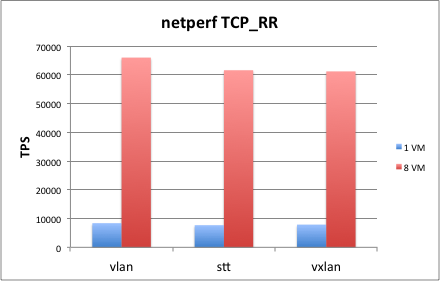 netperf TCP_RR
70000
60000
50000
40000
30000
20000
10000
0
TPS
vlan
stt
vxlan
1 VM
8 VM